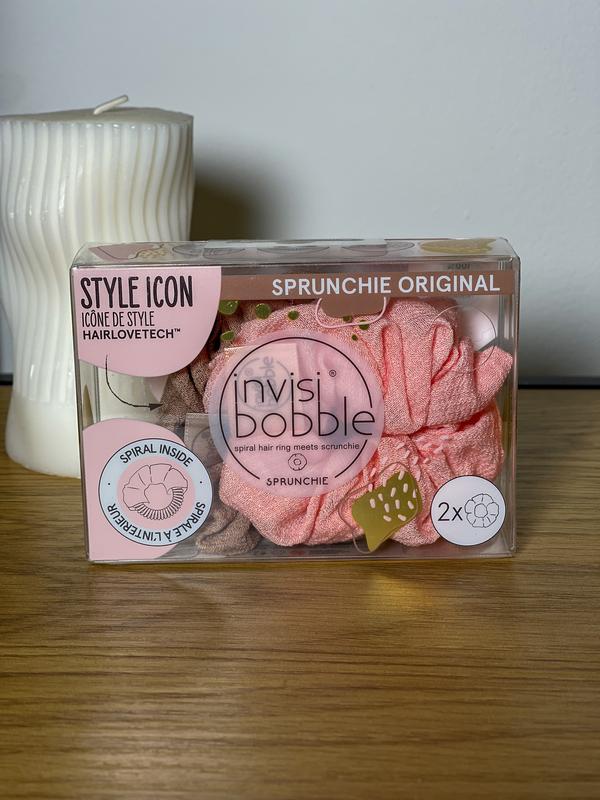 STYLE ICON
ICÔNE DE STYLE
HAIRLOVETECH™
SPRUNCHIE ORIGINAL
invisi®
bobble
spiral hair ring meets scrunchie
SPRUNCHIE
SPIRAL INSIDE
SPIRALE À L'INTERIEUR
2x